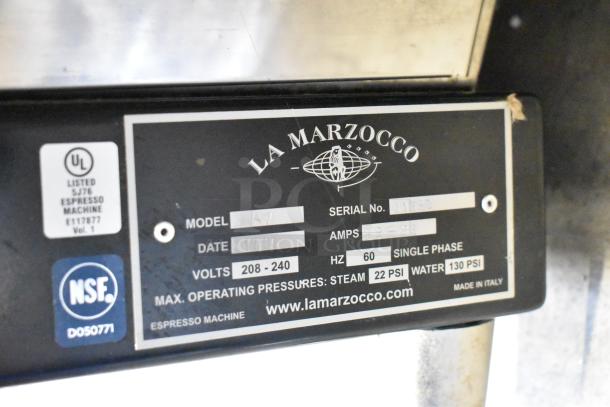 LA MARZOCCO
UL
LISTED
5J76
ESPRESSO
MACHINE
E117877
Vol. 1
NSF®
DO50771
MODEL
SERIAL No.
DATE
AMPS
VOLTS 208 - 240 HZ 60 SINGLE PHASE
MAX. OPERATING PRESSURES: STEAM 22 PSI WATER 130 PSI
www.lamarzocco.com
ESPRESSO MACHINE
MADE IN ITALY